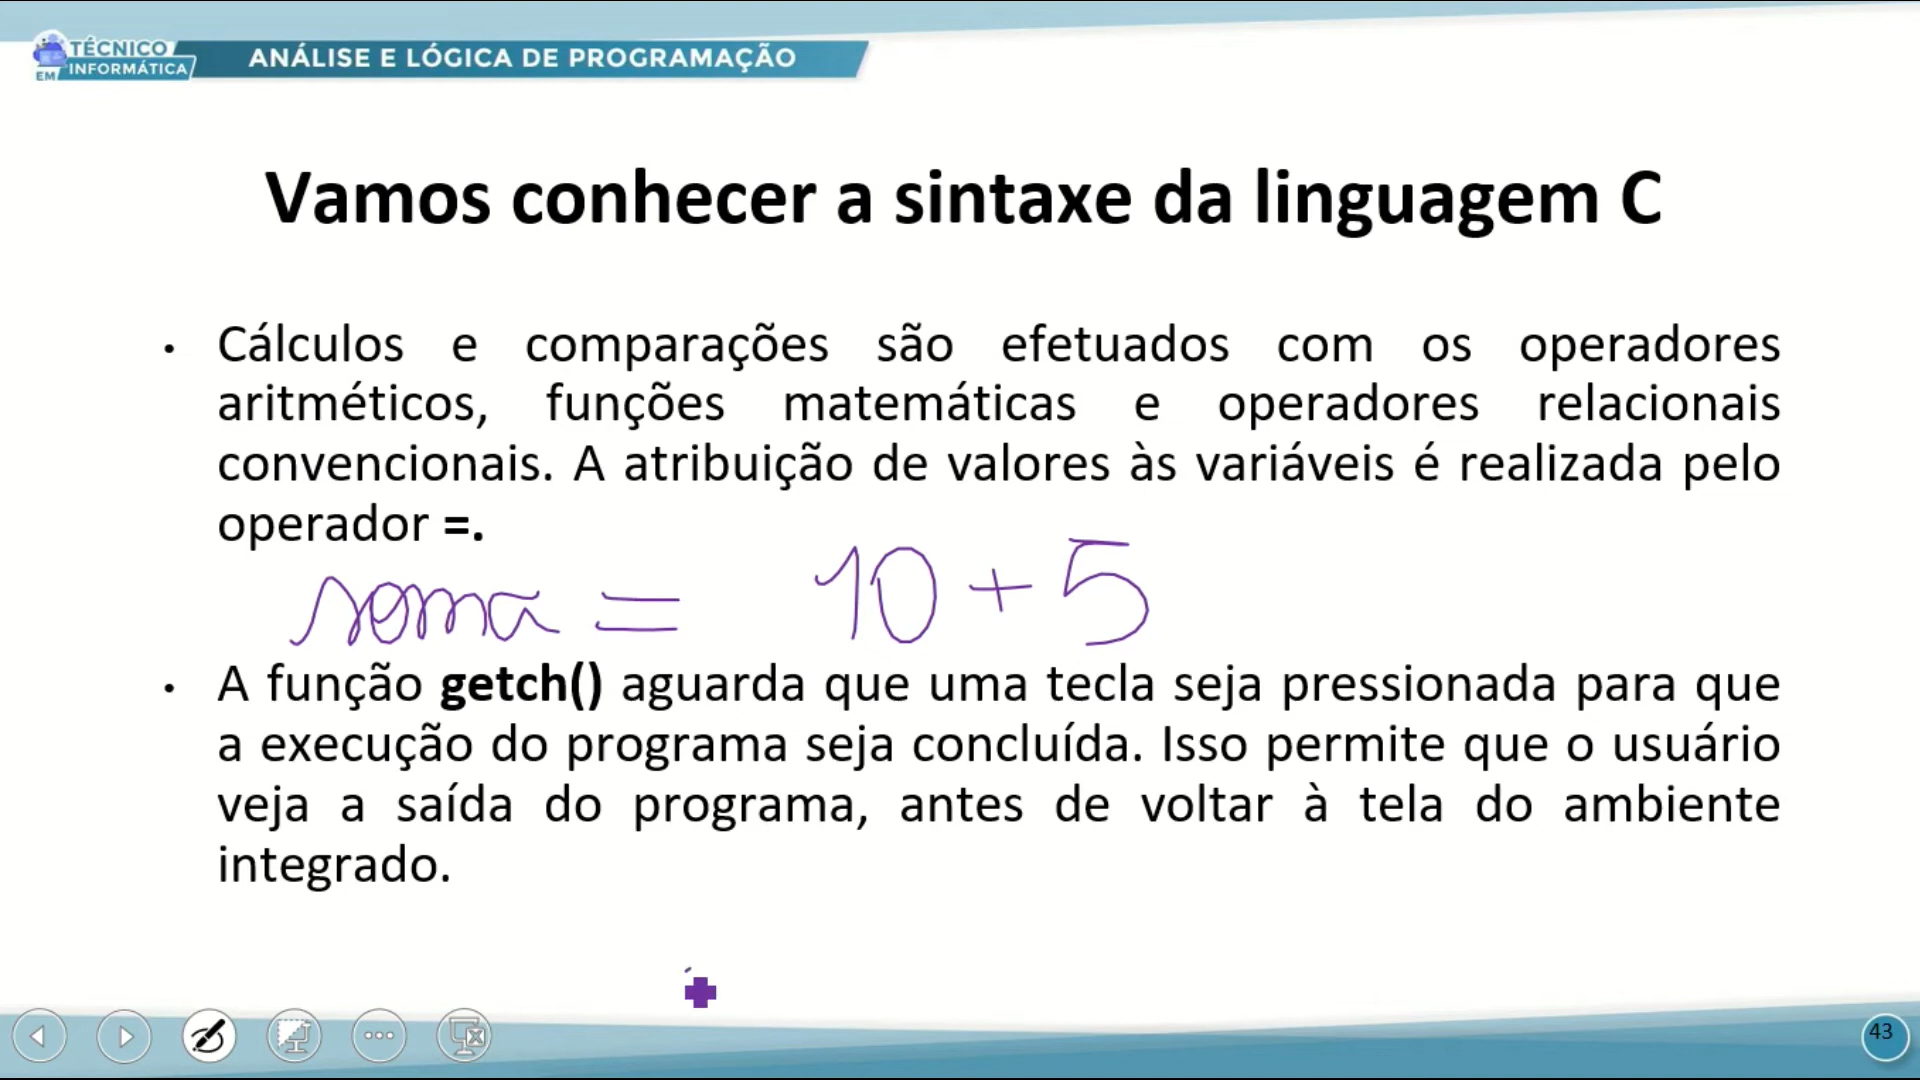 TÉCNICO
EM INFORMÁTICA
ANÁLISE E LÓGICA DE PROGRAMAÇÃO
Vamos conhecer a sintaxe da linguagem C
• Cálculos e comparações são efetuados com os operadores
aritméticos, funções matemáticas e operadores relacionais
convencionais. A atribuição de valores às variáveis é realizada pelo
operador =.
soma = 10 + 5
• A função getch() aguarda que uma tecla seja pressionada para que
a execução do programa seja concluída. Isso permite que o usuário
veja a saída do programa, antes de voltar à tela do ambiente
integrado.
43